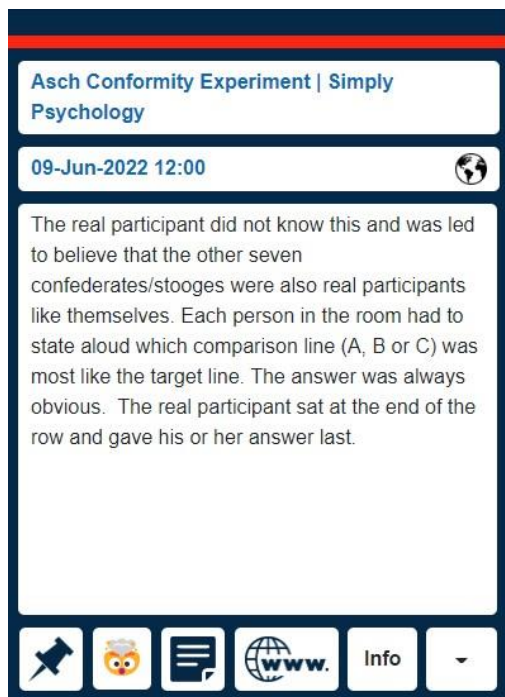 Asch Conformity Experiment | Simply
Psychology
09-Jun-2022 12:00
The real participant did not know this and was led
to believe that the other seven
confederates/stooges were also real participants
like themselves. Each person in the room had to
state aloud which comparison line (A, B or C) was
most like the target line. The answer was always
obvious.  The real participant sat at the end of the
row and gave his or her answer last.
www.
Info